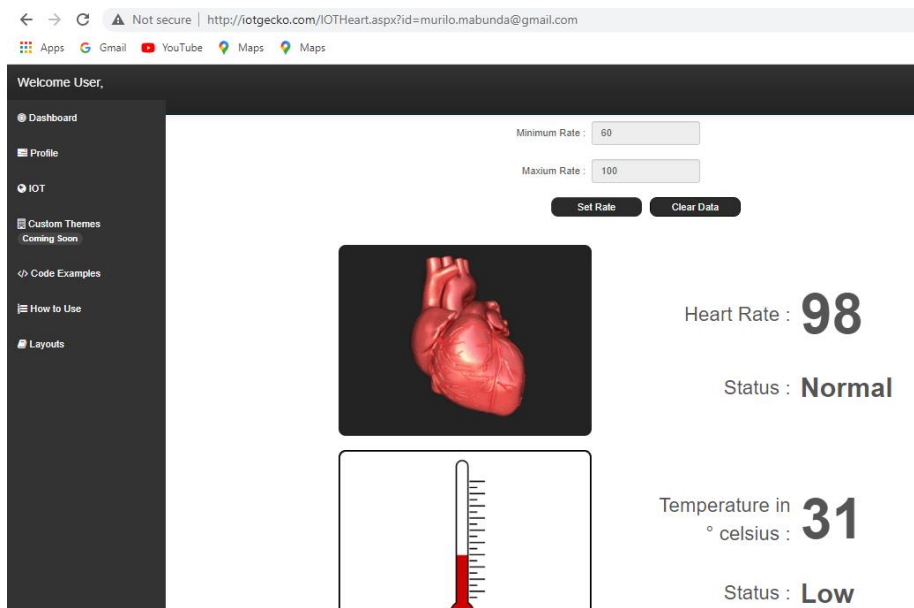 Not secure | http://iotgecko.com/IOTHeart.aspx?id=murilo.mabunda@gmail.com
Apps Gmail YouTube Maps Maps
Welcome User,
Dashboard
Profile
IOT
Custom Themes
Coming Soon
</> Code Examples
How to Use
Layouts
Minimum Rate : 60
Maxium Rate : 100
Set Rate Clear Data
Heart Rate : 98
Status : Normal
Temperature in
° celsius : 31
Status : Low